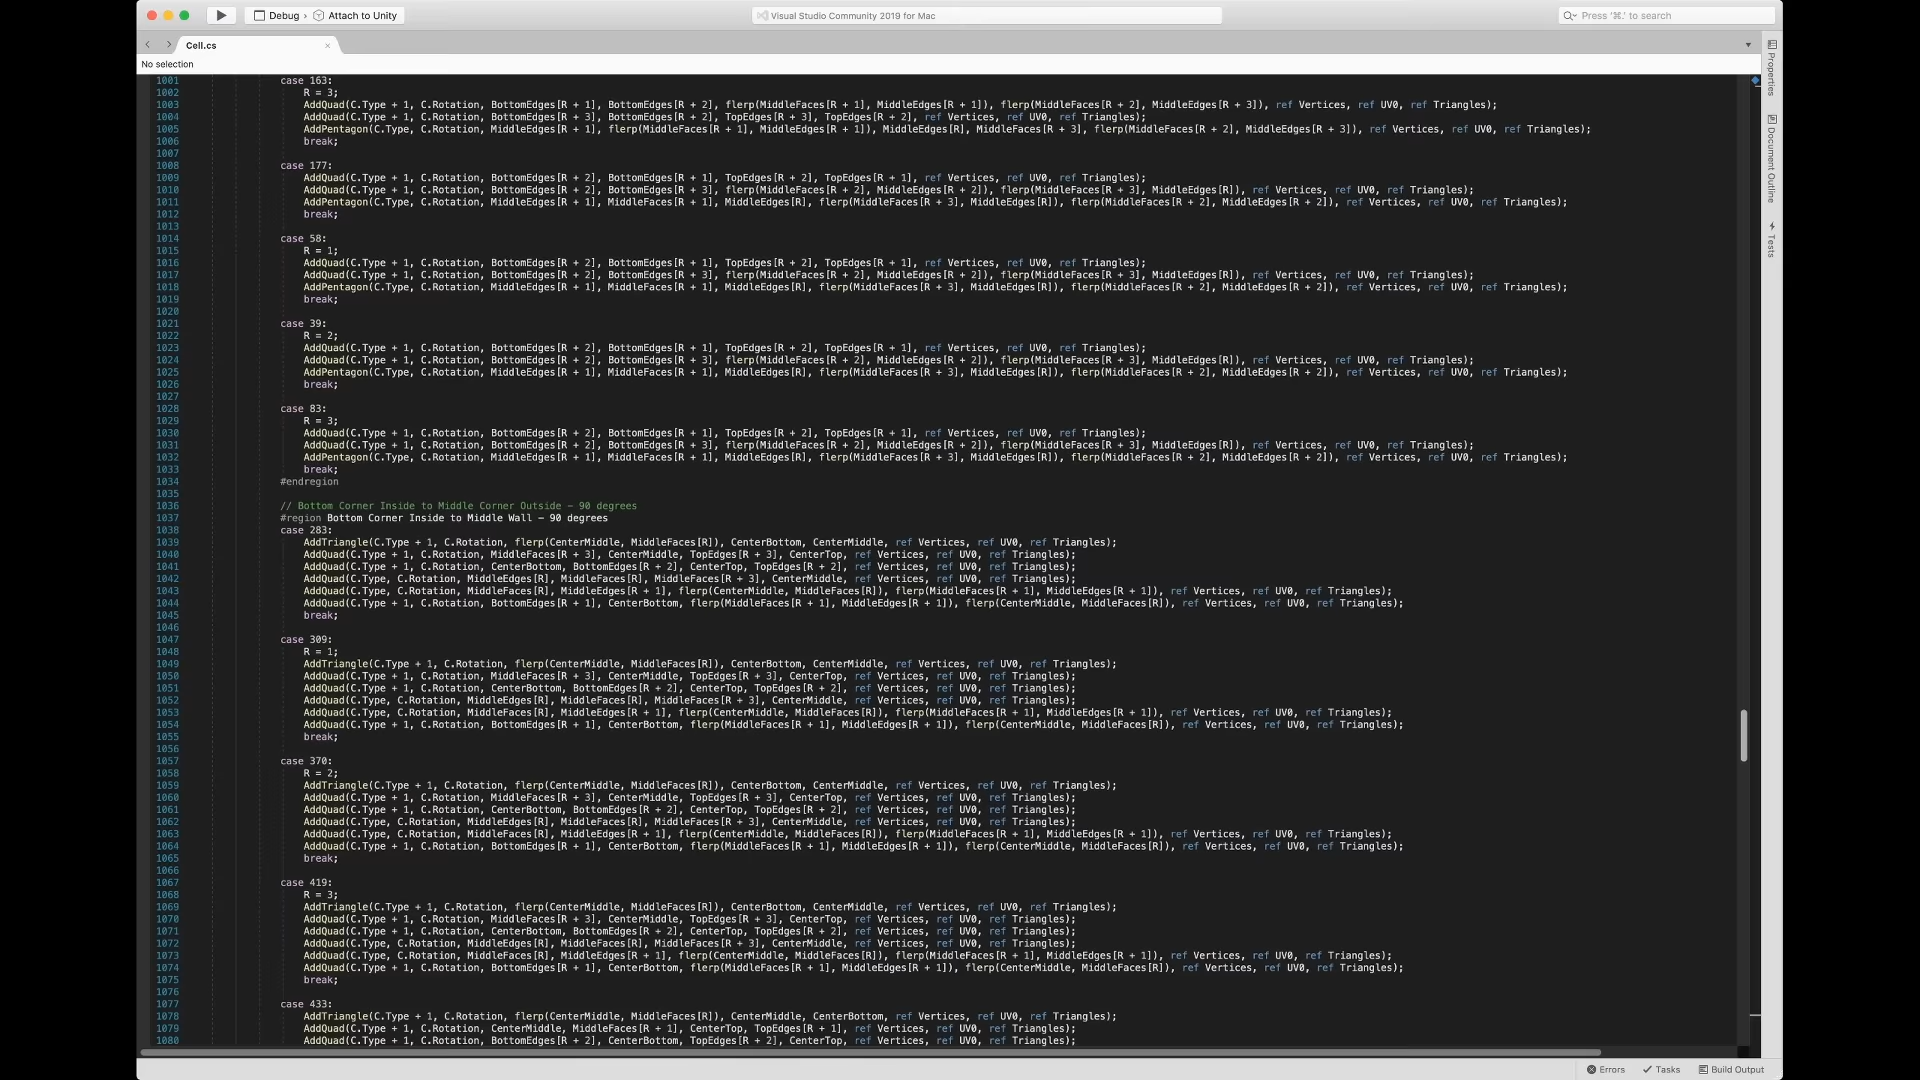 Debug › Attach to Unity
Visual Studio Community 2019 for Mac
Press '⌘.' to search
Cell.cs
No selection
Properties
Document Outline
Tests
1001 case 163:
1002 R = 3;
1003 AddQuad(C.Type + 1, C.Rotation, BottomEdges[R + 1], BottomEdges[R + 2], flerp(MiddleFaces[R + 1], MiddleEdges[R + 1]), flerp(MiddleFaces[R + 2], MiddleEdges[R + 3]), ref Vertices, ref UV0, ref Triangles);
1004 AddQuad(C.Type + 1, C.Rotation, BottomEdges[R + 3], BottomEdges[R + 2], TopEdges[R + 3], TopEdges[R + 2], ref Vertices, ref UV0, ref Triangles);
1005 AddPentagon(C.Type, C.Rotation, MiddleEdges[R + 1], flerp(MiddleFaces[R + 1], MiddleEdges[R + 1]), MiddleEdges[R], MiddleFaces[R + 3], flerp(MiddleFaces[R + 2], MiddleEdges[R + 3]), ref Vertices, ref UV0, ref Triangles);
1006 break;
1007
1008 case 177:
1009 AddQuad(C.Type + 1, C.Rotation, BottomEdges[R + 2], BottomEdges[R + 1], TopEdges[R + 2], TopEdges[R + 1], ref Vertices, ref UV0, ref Triangles);
1010 AddQuad(C.Type + 1, C.Rotation, BottomEdges[R + 2], BottomEdges[R + 3], flerp(MiddleFaces[R + 2], MiddleEdges[R + 2]), flerp(MiddleFaces[R + 3], MiddleEdges[R]), ref Vertices, ref UV0, ref Triangles);
1011 AddPentagon(C.Type, C.Rotation, MiddleEdges[R + 1], MiddleFaces[R + 1], MiddleEdges[R], flerp(MiddleFaces[R + 3], MiddleEdges[R]), flerp(MiddleFaces[R + 2], MiddleEdges[R + 2]), ref Vertices, ref UV0, ref Triangles);
1012 break;
1013
1014 case 58:
1015 R = 1;
1016 AddQuad(C.Type + 1, C.Rotation, BottomEdges[R + 2], BottomEdges[R + 1], TopEdges[R + 2], TopEdges[R + 1], ref Vertices, ref UV0, ref Triangles);
1017 AddQuad(C.Type + 1, C.Rotation, BottomEdges[R + 2], BottomEdges[R + 3], flerp(MiddleFaces[R + 2], MiddleEdges[R + 2]), flerp(MiddleFaces[R + 3], MiddleEdges[R]), ref Vertices, ref UV0, ref Triangles);
1018 AddPentagon(C.Type, C.Rotation, MiddleEdges[R + 1], MiddleFaces[R + 1], MiddleEdges[R], flerp(MiddleFaces[R + 3], MiddleEdges[R]), flerp(MiddleFaces[R + 2], MiddleEdges[R + 2]), ref Vertices, ref UV0, ref Triangles);
1019 break;
1020
1021 case 39:
1022 R = 2;
1023 AddQuad(C.Type + 1, C.Rotation, BottomEdges[R + 2], BottomEdges[R + 1], TopEdges[R + 2], TopEdges[R + 1], ref Vertices, ref UV0, ref Triangles);
1024 AddQuad(C.Type + 1, C.Rotation, BottomEdges[R + 2], BottomEdges[R + 3], flerp(MiddleFaces[R + 2], MiddleEdges[R + 2]), flerp(MiddleFaces[R + 3], MiddleEdges[R]), ref Vertices, ref UV0, ref Triangles);
1025 AddPentagon(C.Type, C.Rotation, MiddleEdges[R + 1], MiddleFaces[R + 1], MiddleEdges[R], flerp(MiddleFaces[R + 3], MiddleEdges[R]), flerp(MiddleFaces[R + 2], MiddleEdges[R + 2]), ref Vertices, ref UV0, ref Triangles);
1026 break;
1027
1028 case 83:
1029 R = 3;
1030 AddQuad(C.Type + 1, C.Rotation, BottomEdges[R + 2], BottomEdges[R + 1], TopEdges[R + 2], TopEdges[R + 1], ref Vertices, ref UV0, ref Triangles);
1031 AddQuad(C.Type + 1, C.Rotation, BottomEdges[R + 2], BottomEdges[R + 3], flerp(MiddleFaces[R + 2], MiddleEdges[R + 2]), flerp(MiddleFaces[R + 3], MiddleEdges[R]), ref Vertices, ref UV0, ref Triangles);
1032 AddPentagon(C.Type, C.Rotation, MiddleEdges[R + 1], MiddleFaces[R + 1], MiddleEdges[R], flerp(MiddleFaces[R + 3], MiddleEdges[R]), flerp(MiddleFaces[R + 2], MiddleEdges[R + 2]), ref Vertices, ref UV0, ref Triangles);
1033 break;
1034 #endregion
1035
1036 // Bottom Corner Inside to Middle Corner Outside – 90 degrees
1037 #region Bottom Corner Inside to Middle Wall – 90 degrees
1038 case 283:
1039 AddTriangle(C.Type + 1, C.Rotation, flerp(CenterMiddle, MiddleFaces[R]), CenterBottom, CenterMiddle, ref Vertices, ref UV0, ref Triangles);
1040 AddQuad(C.Type + 1, C.Rotation, MiddleFaces[R + 3], CenterMiddle, TopEdges[R + 3], CenterTop, ref Vertices, ref UV0, ref Triangles);
1041 AddQuad(C.Type + 1, C.Rotation, CenterBottom, BottomEdges[R + 2], CenterTop, TopEdges[R + 2], ref Vertices, ref UV0, ref Triangles);
1042 AddQuad(C.Type, C.Rotation, MiddleEdges[R], MiddleFaces[R], MiddleFaces[R + 3], CenterMiddle, ref Vertices, ref UV0, ref Triangles);
1043 AddQuad(C.Type, C.Rotation, MiddleFaces[R], MiddleEdges[R + 1], flerp(CenterMiddle, MiddleFaces[R]), flerp(MiddleFaces[R + 1], MiddleEdges[R + 1]), ref Vertices, ref UV0, ref Triangles);
1044 AddQuad(C.Type + 1, C.Rotation, BottomEdges[R + 1], CenterBottom, flerp(MiddleFaces[R + 1], MiddleEdges[R + 1]), flerp(CenterMiddle, MiddleFaces[R]), ref Vertices, ref UV0, ref Triangles);
1045 break;
1046
1047 case 309:
1048 R = 1;
1049 AddTriangle(C.Type + 1, C.Rotation, flerp(CenterMiddle, MiddleFaces[R]), CenterBottom, CenterMiddle, ref Vertices, ref UV0, ref Triangles);
1050 AddQuad(C.Type + 1, C.Rotation, MiddleFaces[R + 3], CenterMiddle, TopEdges[R + 3], CenterTop, ref Vertices, ref UV0, ref Triangles);
1051 AddQuad(C.Type + 1, C.Rotation, CenterBottom, BottomEdges[R + 2], CenterTop, TopEdges[R + 2], ref Vertices, ref UV0, ref Triangles);
1052 AddQuad(C.Type, C.Rotation, MiddleEdges[R], MiddleFaces[R], MiddleFaces[R + 3], CenterMiddle, ref Vertices, ref UV0, ref Triangles);
1053 AddQuad(C.Type, C.Rotation, MiddleFaces[R], MiddleEdges[R + 1], flerp(CenterMiddle, MiddleFaces[R]), flerp(MiddleFaces[R + 1], MiddleEdges[R + 1]), ref Vertices, ref UV0, ref Triangles);
1054 AddQuad(C.Type + 1, C.Rotation, BottomEdges[R + 1], CenterBottom, flerp(MiddleFaces[R + 1], MiddleEdges[R + 1]), flerp(CenterMiddle, MiddleFaces[R]), ref Vertices, ref UV0, ref Triangles);
1055 break;
1056
1057 case 370:
1058 R = 2;
1059 AddTriangle(C.Type + 1, C.Rotation, flerp(CenterMiddle, MiddleFaces[R]), CenterBottom, CenterMiddle, ref Vertices, ref UV0, ref Triangles);
1060 AddQuad(C.Type + 1, C.Rotation, MiddleFaces[R + 3], CenterMiddle, TopEdges[R + 3], CenterTop, ref Vertices, ref UV0, ref Triangles);
1061 AddQuad(C.Type + 1, C.Rotation, CenterBottom, BottomEdges[R + 2], CenterTop, TopEdges[R + 2], ref Vertices, ref UV0, ref Triangles);
1062 AddQuad(C.Type, C.Rotation, MiddleEdges[R], MiddleFaces[R], MiddleFaces[R + 3], CenterMiddle, ref Vertices, ref UV0, ref Triangles);
1063 AddQuad(C.Type, C.Rotation, MiddleFaces[R], MiddleEdges[R + 1], flerp(CenterMiddle, MiddleFaces[R]), flerp(MiddleFaces[R + 1], MiddleEdges[R + 1]), ref Vertices, ref UV0, ref Triangles);
1064 AddQuad(C.Type + 1, C.Rotation, BottomEdges[R + 1], CenterBottom, flerp(MiddleFaces[R + 1], MiddleEdges[R + 1]), flerp(CenterMiddle, MiddleFaces[R]), ref Vertices, ref UV0, ref Triangles);
1065 break;
1066
1067 case 419:
1068 R = 3;
1069 AddTriangle(C.Type + 1, C.Rotation, flerp(CenterMiddle, MiddleFaces[R]), CenterBottom, CenterMiddle, ref Vertices, ref UV0, ref Triangles);
1070 AddQuad(C.Type + 1, C.Rotation, MiddleFaces[R + 3], CenterMiddle, TopEdges[R + 3], CenterTop, ref Vertices, ref UV0, ref Triangles);
1071 AddQuad(C.Type + 1, C.Rotation, CenterBottom, BottomEdges[R + 2], CenterTop, TopEdges[R + 2], ref Vertices, ref UV0, ref Triangles);
1072 AddQuad(C.Type, C.Rotation, MiddleEdges[R], MiddleFaces[R], MiddleFaces[R + 3], CenterMiddle, ref Vertices, ref UV0, ref Triangles);
1073 AddQuad(C.Type, C.Rotation, MiddleFaces[R], MiddleEdges[R + 1], flerp(CenterMiddle, MiddleFaces[R]), flerp(MiddleFaces[R + 1], MiddleEdges[R + 1]), ref Vertices, ref UV0, ref Triangles);
1074 AddQuad(C.Type + 1, C.Rotation, BottomEdges[R + 1], CenterBottom, flerp(MiddleFaces[R + 1], MiddleEdges[R + 1]), flerp(CenterMiddle, MiddleFaces[R]), ref Vertices, ref UV0, ref Triangles);
1075 break;
1076
1077 case 433:
1078 AddTriangle(C.Type + 1, C.Rotation, flerp(CenterMiddle, MiddleFaces[R]), CenterMiddle, CenterBottom, ref Vertices, ref UV0, ref Triangles);
1079 AddQuad(C.Type + 1, C.Rotation, CenterMiddle, MiddleFaces[R + 1], CenterTop, TopEdges[R + 1], ref Vertices, ref UV0, ref Triangles);
1080 AddQuad(C.Type + 1, C.Rotation, BottomEdges[R + 2], CenterBottom, TopEdges[R + 2], CenterTop, ref Vertices, ref UV0, ref Triangles);
Errors Tasks Build Output